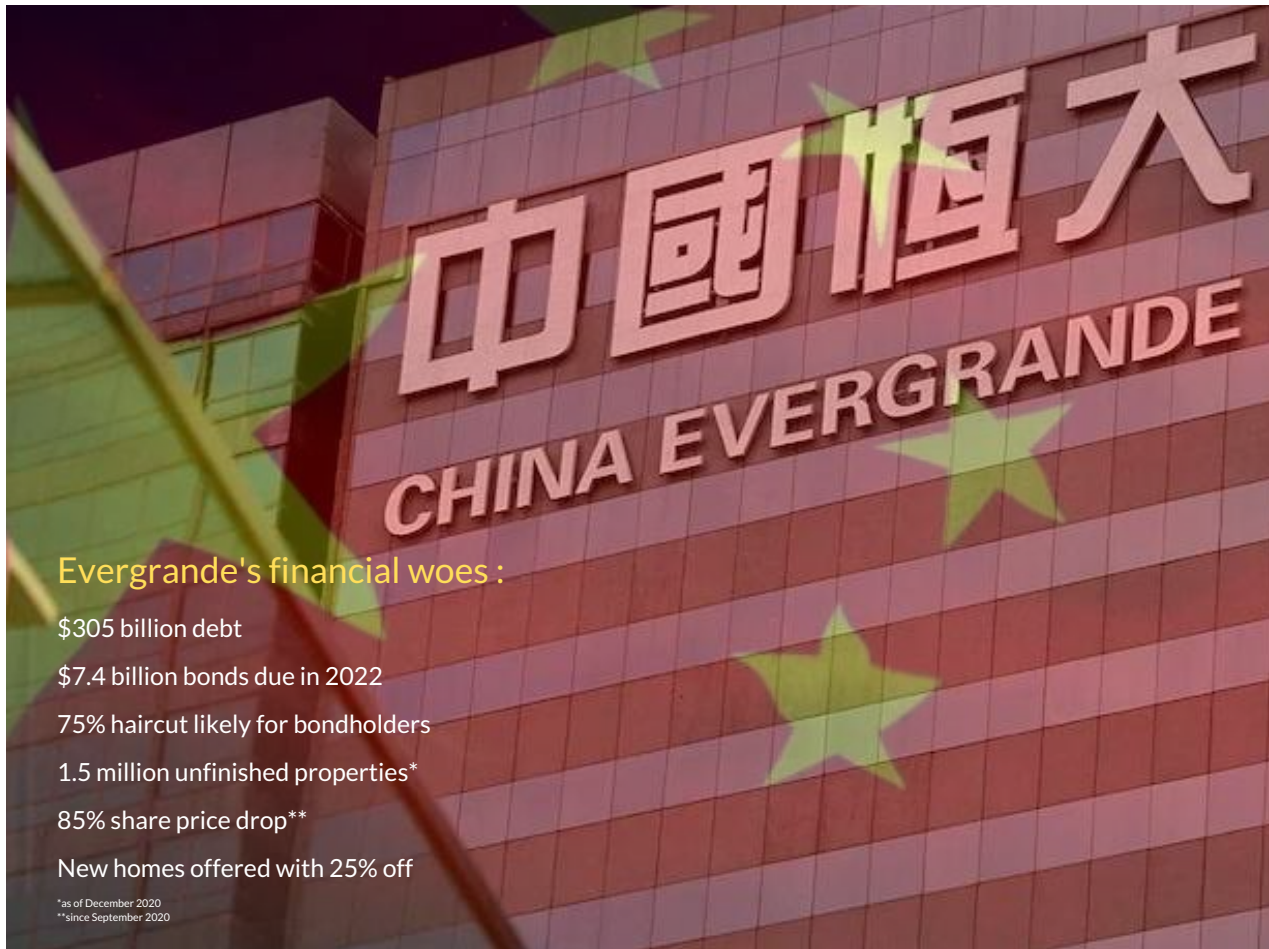 中國恆大
CHINA EVERGRANDE
Evergrande's financial woes :
$305 billion debt
$7.4 billion bonds due in 2022
75% haircut likely for bondholders
1.5 million unfinished properties*
85% share price drop**
New homes offered with 25% off
*as of December 2020
**since September 2020